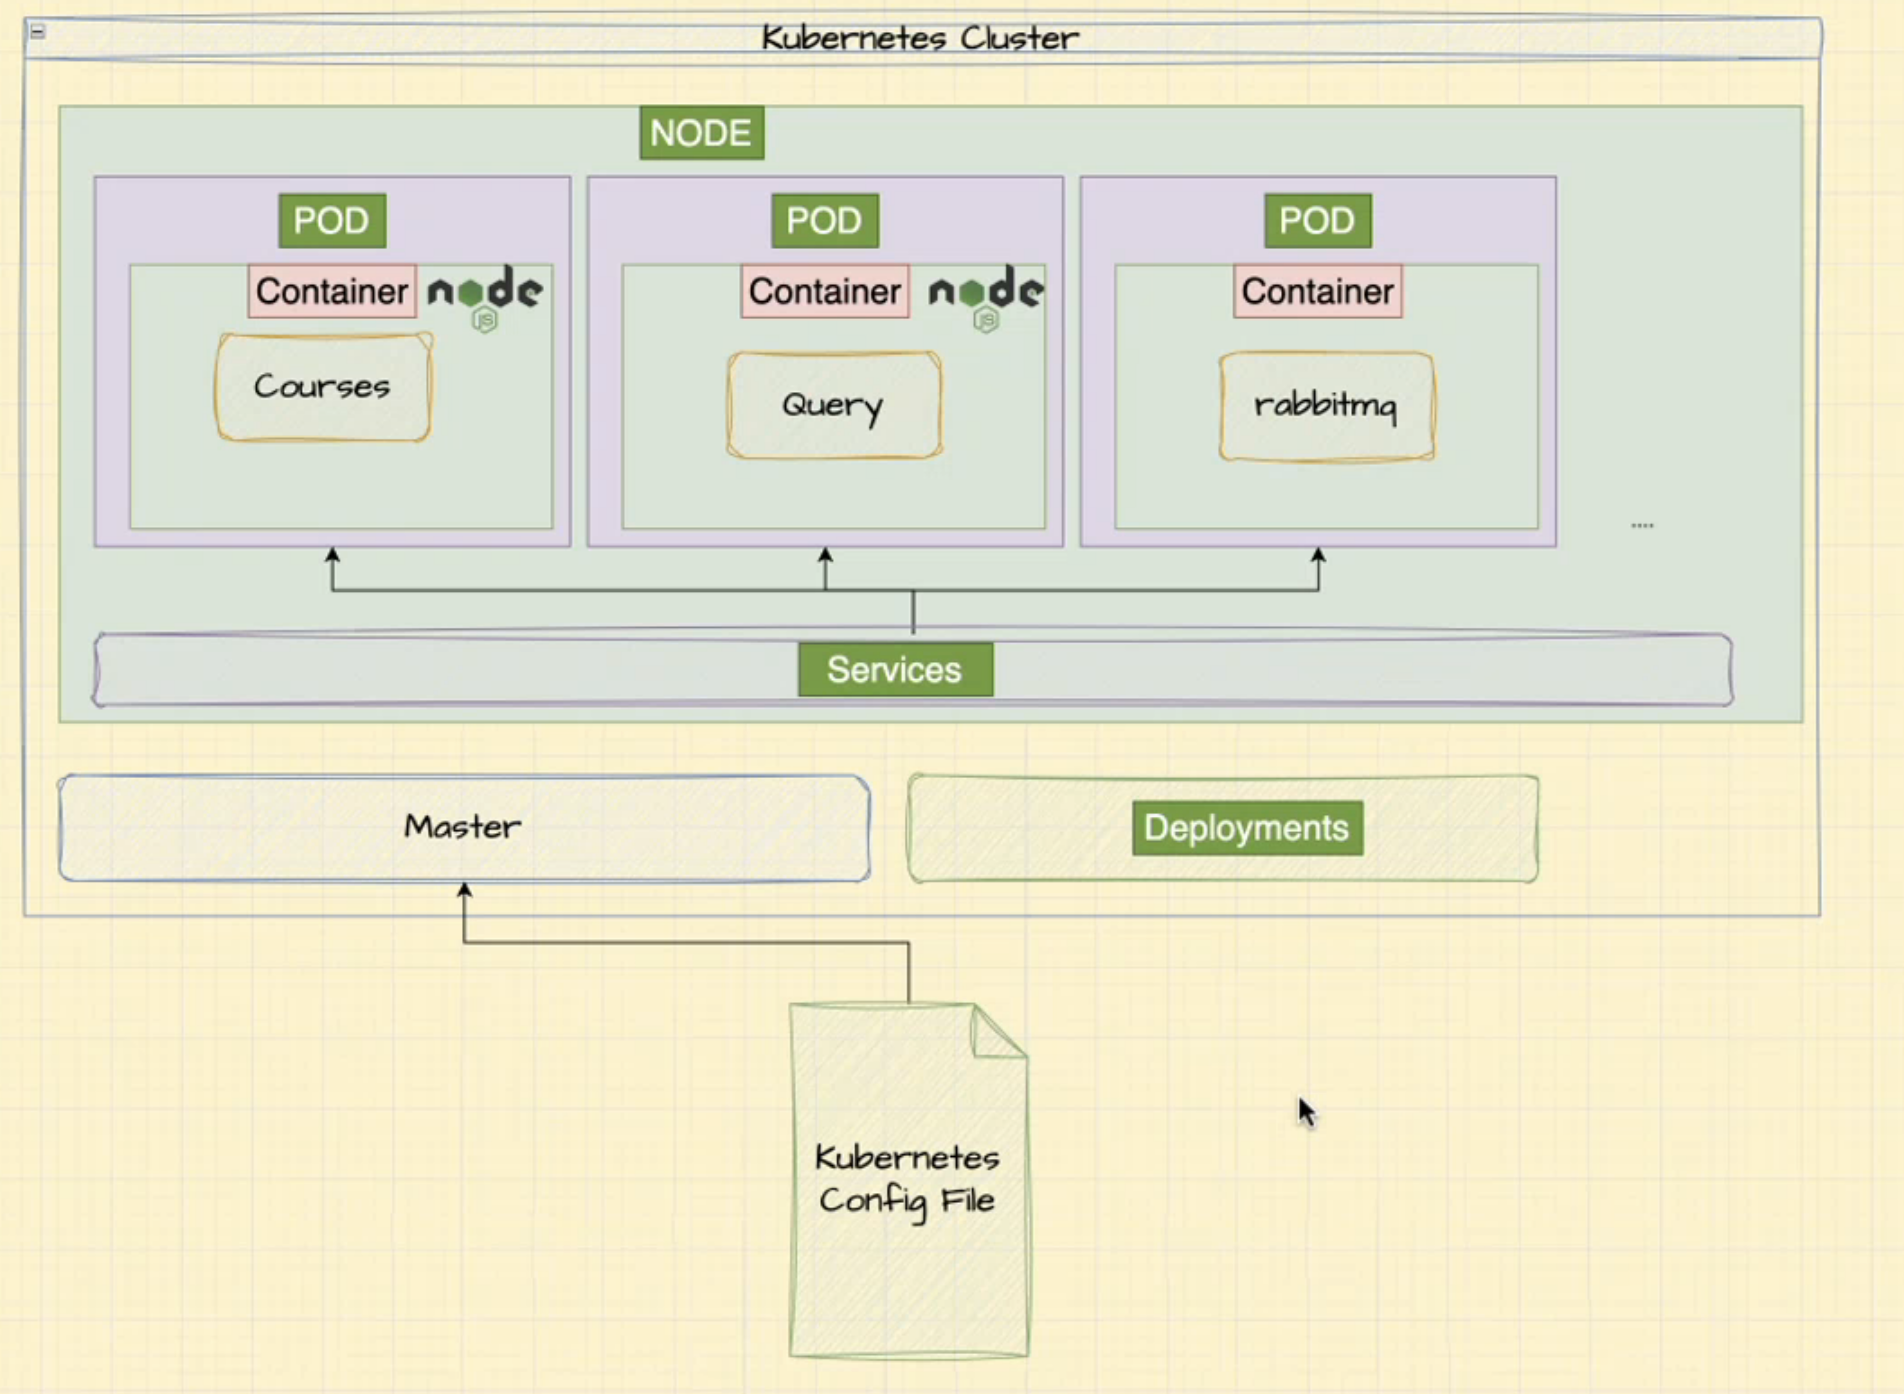 Kubernetes Cluster
NODE
POD
POD
POD
Container
node
JS
Container
node
JS
Container
Courses
Query
rabbitmq
....
Services
Master
Deployments
Kubernetes
Config File